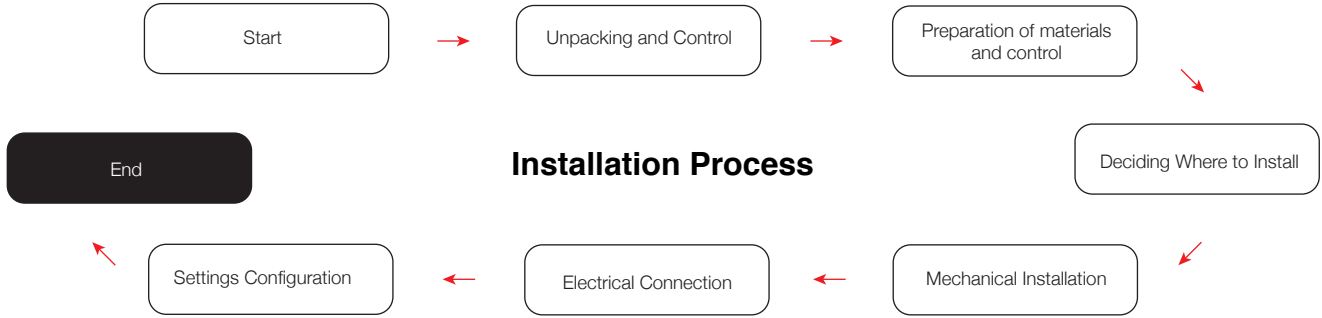 Start
Unpacking and Control
Preparation of materials
and control
Deciding Where to Install
Installation Process
Mechanical Installation
Electrical Connection
Settings Configuration
End